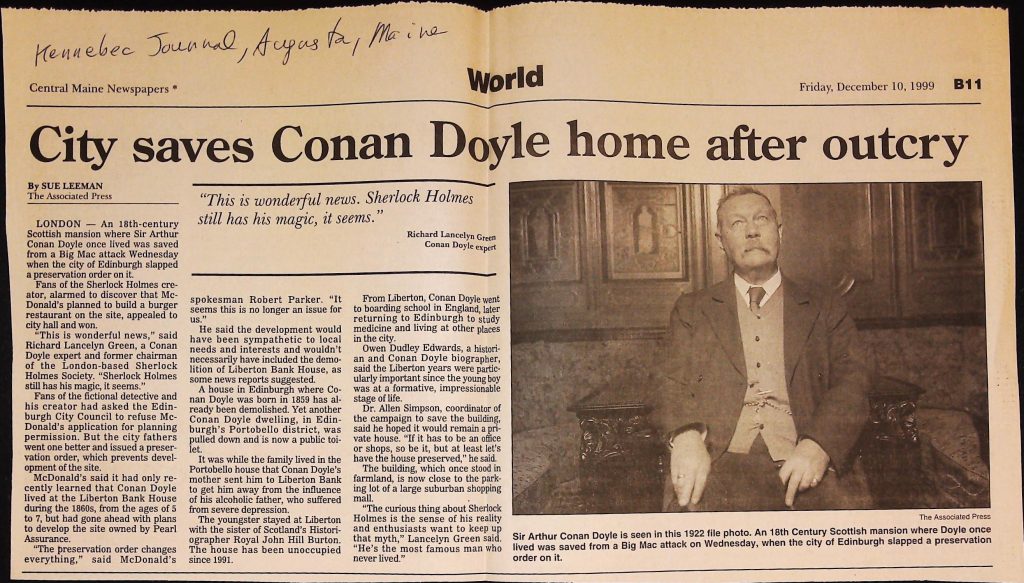 Kennebec Journal, Augusta, Maine
World
Central Maine Newspapers *
Friday, December 10, 1999 B11
City saves Conan Doyle home after outcry
By SUE LEEMAN
The Associated Press
LONDON — An 18th-century
Scottish mansion where Sir Arthur
Conan Doyle once lived was saved
from a Big Mac attack Wednesday
when the city of Edinburgh slapped
a preservation order on it.
Fans of the Sherlock Holmes cre-
ator, alarmed to discover that Mc-
Donald's planned to build a burger
restaurant on the site, appealed to
city hall and won.
"This is wonderful news," said
Richard Lancelyn Green, a Conan
Doyle expert and former chairman
of the London-based Sherlock
Holmes Society. "Sherlock Holmes
still has his magic, it seems."
Fans of the fictional detective and
his creator had asked the Edin-
burgh City Council to refuse Mc-
Donald's application for planning
permission. But the city fathers
went one better and issued a preser-
vation order, which prevents devel-
opment of the site.
McDonald's said it had only re-
cently learned that Conan Doyle
lived at the Liberton Bank House
during the 1860s, from the ages of 5
to 7, but had gone ahead with plans
to develop the site owned by Pearl
Assurance.
"The preservation order changes
everything," said McDonald's
"This is wonderful news. Sherlock Holmes
still has his magic, it seems."
Richard Lancelyn Green
Conan Doyle expert
spokesman Robert Parker. "It
seems this is no longer an issue for
us."
He said the development would
have been sympathetic to local
needs and interests and wouldn't
necessarily have included the demo-
lition of Liberton Bank House, as
some news reports suggested.
A house in Edinburgh where Co-
nan Doyle was born in 1859 has al-
ready been demolished. Yet another
Conan Doyle dwelling, in Edin-
burgh's Portobello district, was
pulled down and is now a public toi-
let.
It was while the family lived in the
Portobello house that Conan Doyle's
mother sent him to Liberton Bank
to get him away from the influence
of his alcoholic father, who suffered
from severe depression.
The youngster stayed at Liberton
with the sister of Scotland's Histori-
ographer Royal John Hill Burton.
The house has been unoccupied
since 1991.
From Liberton, Conan Doyle went
to boarding school in England, later
returning to Edinburgh to study
medicine and living at other places
in the city.
Owen Dudley Edwards, a histori-
an and Conan Doyle biographer,
said the Liberton years were par-
ticularly important since the young boy
was at a formative, impressionable
stage of life.
Dr. Allen Simpson, coordinator of
the campaign to save the building,
said he hoped it would remain a pri-
vate house. "If it has to be an office
or shops, so be it, but at least let's
have the house preserved," he said.
The building, which once stood in
farmland, is now close to the park-
ing lot of a large suburban shopping
mall.
"The curious thing about Sherlock
Holmes is the sense of his reality
and enthusiasts want to keep up
that myth," Lancelyn Green said.
"He's the most famous man who
never lived."
The Associated Press
Sir Arthur Conan Doyle is seen in this 1922 file photo. An 18th Century Scottish mansion where Doyle once
lived was saved from a Big Mac attack on Wednesday, when the city of Edinburgh slapped a preservation
order on it.